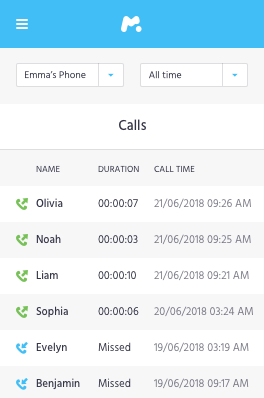 Emma's Phone All time
Calls
NAME DURATION CALL TIME
Olivia 00:00:07 21/06/2018 09:26 AM
Noah 00:00:03 21/06/2018 09:25 AM
Liam 00:00:10 21/06/2018 09:21 AM
Sophia 00:00:06 20/06/2018 03:24 AM
Evelyn Missed 19/06/2018 03:19 AM
Benjamin Missed 19/06/2018 09:17 AM